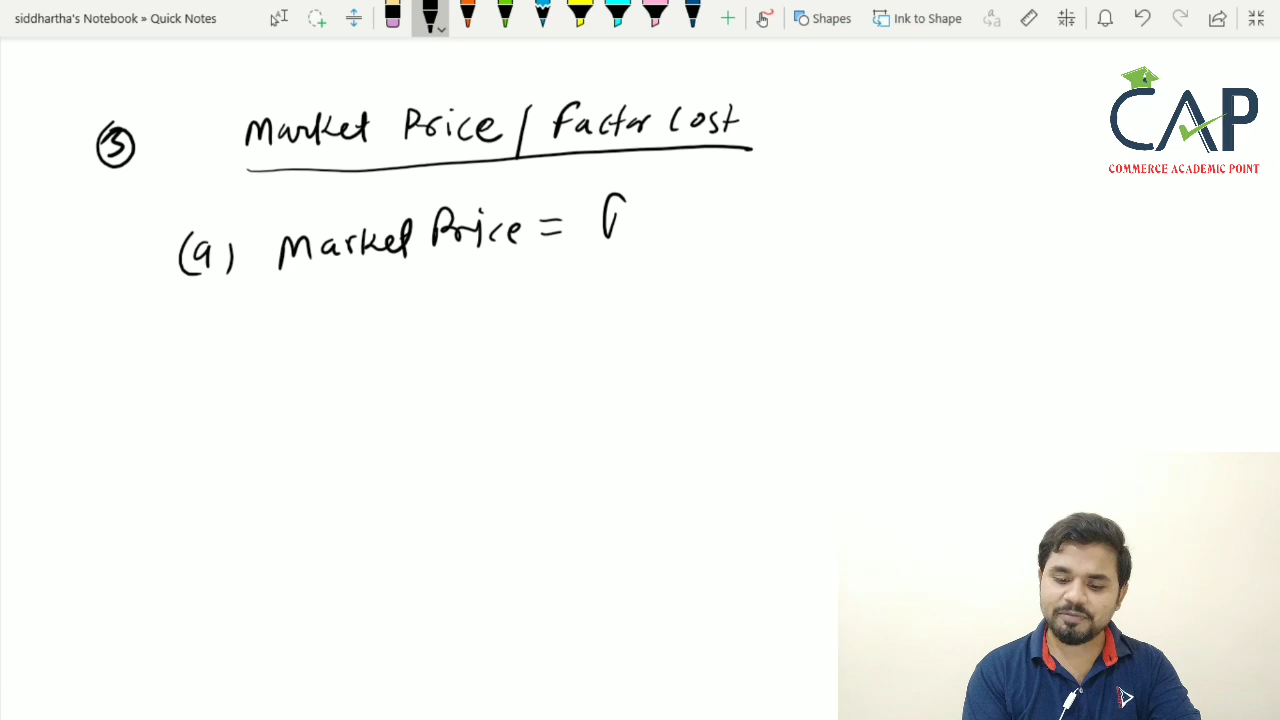 siddhartha's Notebook » Quick Notes
Shapes
Ink to Shape
CAP
COMMERCE ACADEMIC POINT
③ Market Price / Factor Cost
(a) Market Price =